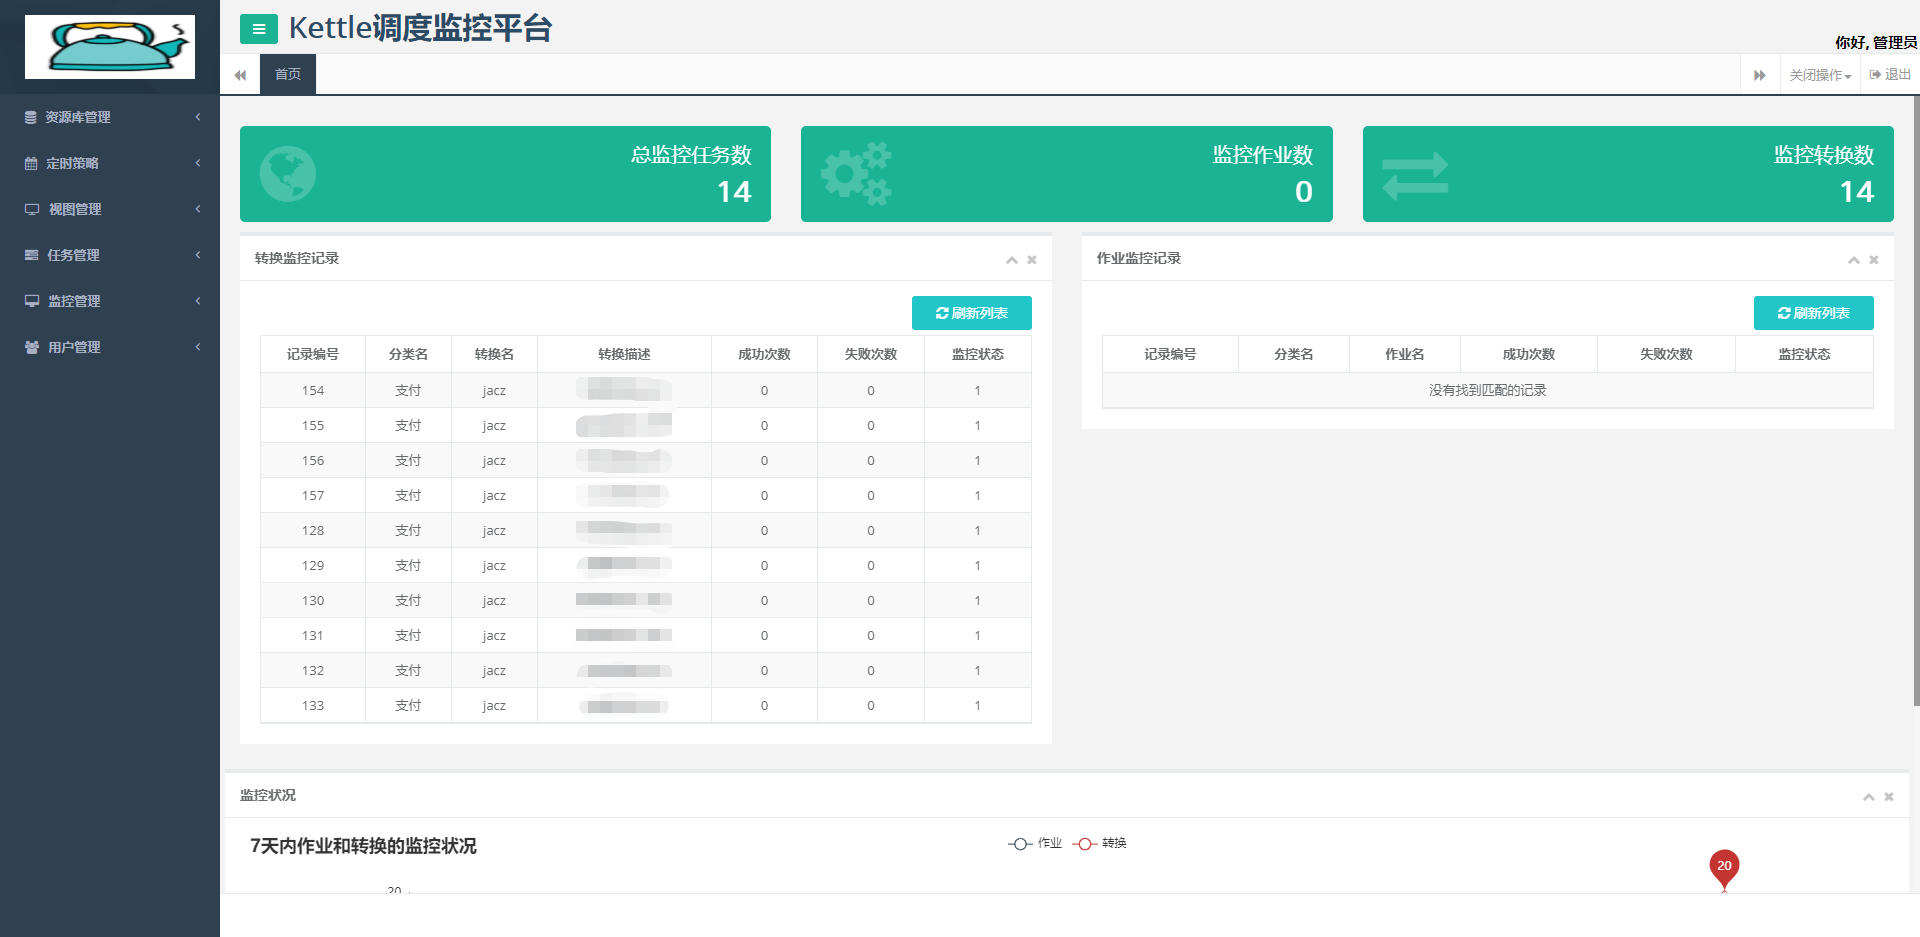 Kettle调度监控平台
你好, 管理员
首页
关闭操作
退出
资源库管理
定时策略
视图管理
任务管理
监控管理
用户管理
总监控任务数
14
监控作业数
0
监控转换数
14
转换监控记录
刷新列表
记录编号 分类名 转换名 转换描述 成功次数 失败次数 监控状态
154 支付 jacz 0 0 1
155 支付 jacz 0 0 1
156 支付 jacz 0 0 1
157 支付 jacz 0 0 1
128 支付 jacz 0 0 1
129 支付 jacz 0 0 1
130 支付 jacz 0 0 1
131 支付 jacz 0 0 1
132 支付 jacz 0 0 1
133 支付 jacz 0 0 1
作业监控记录
刷新列表
记录编号 分类名 作业名 成功次数 失败次数 监控状态
没有找到匹配的记录
监控状况
7天内作业和转换的监控状况
作业 转换
20
20